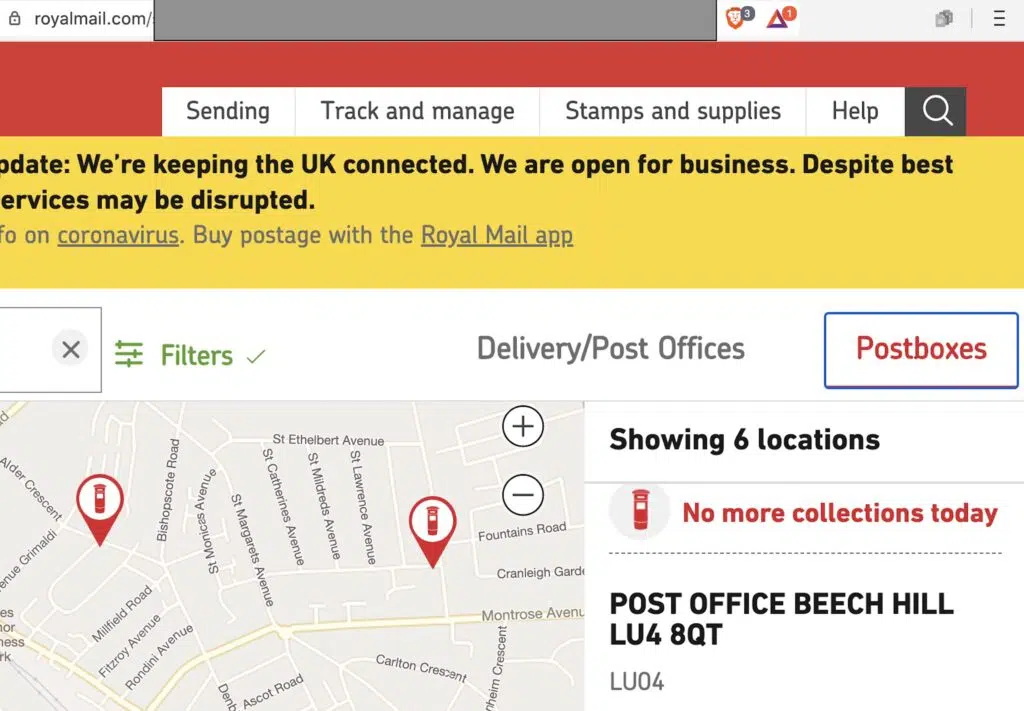 royalmail.com/
3
1
Sending
Track and manage
Stamps and supplies
Help
pdate: We're keeping the UK connected. We are open for business. Despite best
ervices may be disrupted.
fo on coronavirus. Buy postage with the Royal Mail app
Filters
Delivery/Post Offices
Postboxes
Showing 6 locations
No more collections today
POST OFFICE BEECH HILL
LU4 8QT
LU04
St Ethelbert Avenue
Alder Crescent
Bishopscote Road
St Monicas Avenue
St Margarets Avenue
St Catherines Avenue
St Mildreds Avenue
St Lawrence Avenue
Fountains Road
Cranleigh Garde
Montrose Avenu
venue Grimaldi
Millfield Road
Fitzroy Avenue
Rondini Avenue
Carlton Crescent
nheim Crescent
Ascot Road
Denb
ness
rk